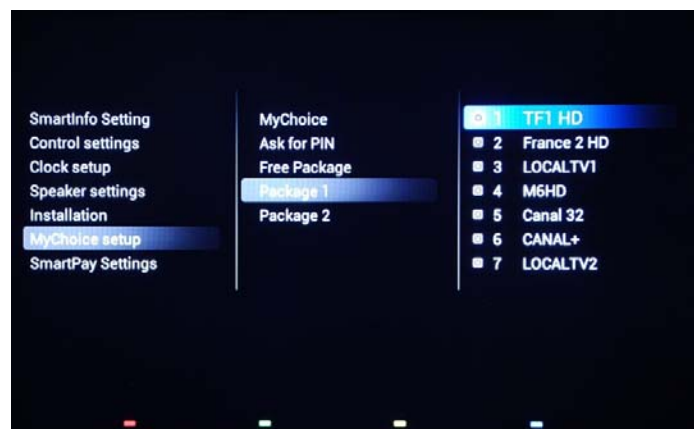 SmartInfo Setting
Control settings
Clock setup
Speaker settings
Installation
MyChoice setup
SmartPay Settings
MyChoice
Ask for PIN
Free Package
Package 1
Package 2
1 TF1 HD
2 France 2 HD
3 LOCALTV1
4 M6HD
5 Canal 32
6 CANAL+
7 LOCALTV2